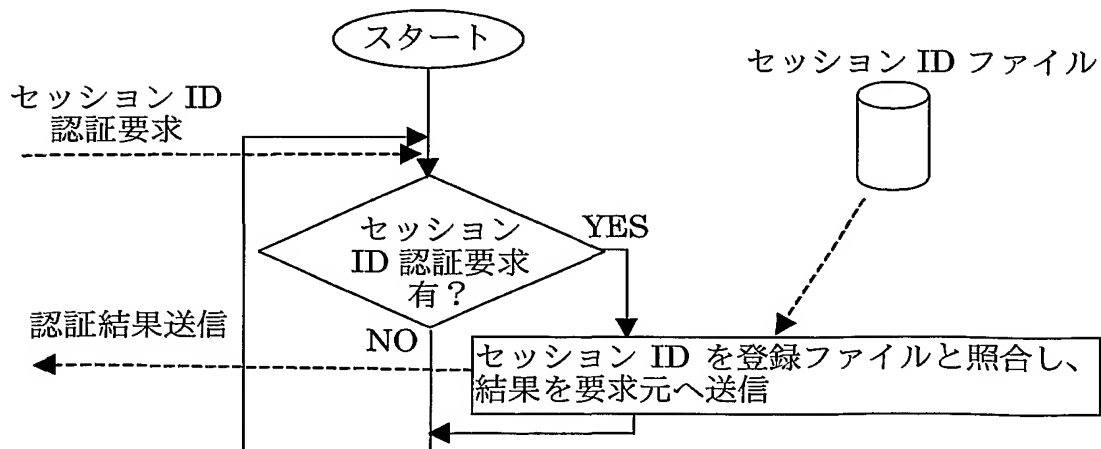 スタート
セッション ID ファイル
セッション ID
認証要求
セッション
ID 認証要求
有？
YES
NO
認証結果送信
セッション ID を登録ファイルと照合し、
結果を要求元へ送信